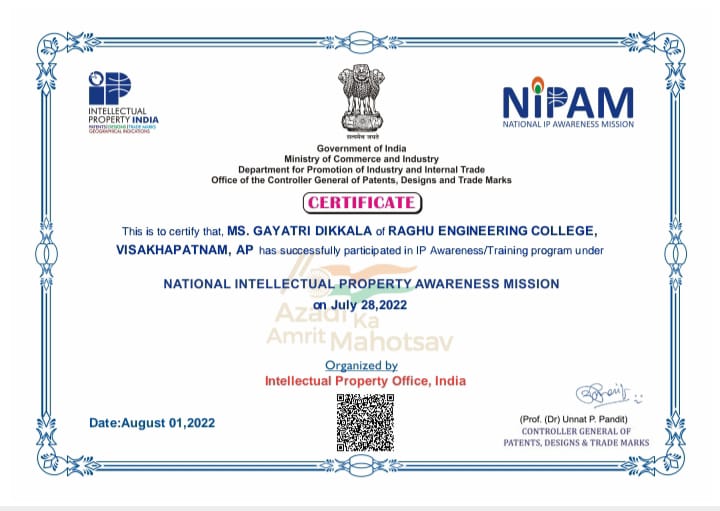 INTELLECTUAL
PROPERTY INDIA
PATENTS | DESIGNS | TRADE MARKS
GEOGRAPHICAL INDICATIONS
सत्यमेव जयते
NiPAM
NATIONAL IP AWARENESS MISSION
Government of India
Ministry of Commerce and Industry
Department for Promotion of Industry and Internal Trade
Office of the Controller General of Patents, Designs and Trade Marks
CERTIFICATE
This is to certify that, MS. GAYATRI DIKKALA of RAGHU ENGINEERING COLLEGE,
VISAKHAPATNAM, AP has successfully participated in IP Awareness/Training program under
NATIONAL INTELLECTUAL PROPERTY AWARENESS MISSION
on July 28,2022
Azadi Ka
Amrit Mahotsav
Organized by
Intellectual Property Office, India
Date:August 01,2022
(Prof. (Dr) Unnat P. Pandit)
CONTROLLER GENERAL OF
PATENTS, DESIGNS & TRADE MARKS